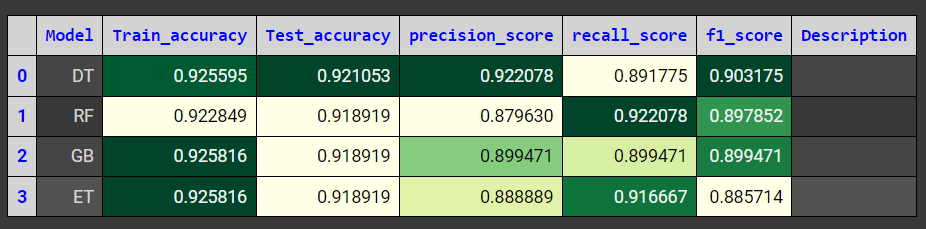 Model Train_accuracy Test_accuracy precision_score recall_score f1_score Description
0 DT 0.925595 0.921053 0.922078 0.891775 0.903175
1 RF 0.922849 0.918919 0.879630 0.922078 0.897852
2 GB 0.925816 0.918919 0.899471 0.899471 0.899471
3 ET 0.925816 0.918919 0.888889 0.916667 0.885714